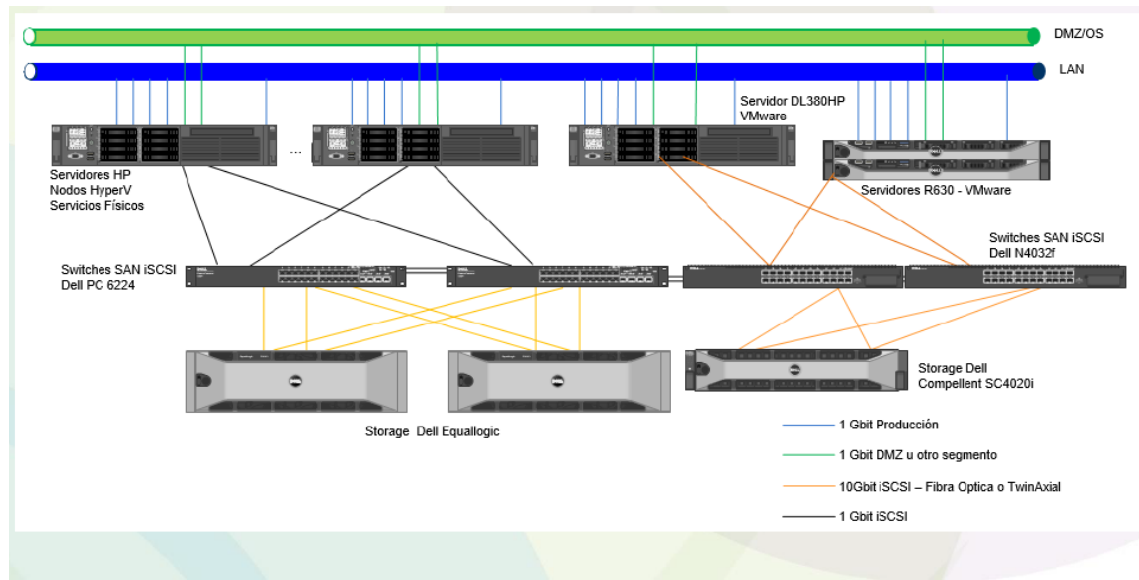 DMZ/OS
LAN
Servidor DL380HP
VMware
...
Servidores HP
Nodos HyperV
Servicios Físicos
Servidores R630 - VMware
Switches SAN iSCSI
Dell N4032f
Switches SAN iSCSI
Dell PC 6224
Storage Dell
Compellent SC4020i
Storage Dell Equallogic
1 Gbit Producción
1 Gbit DMZ u otro segmento
10Gbit iSCSI – Fibra Optica o TwinAxial
1 Gbit iSCSI